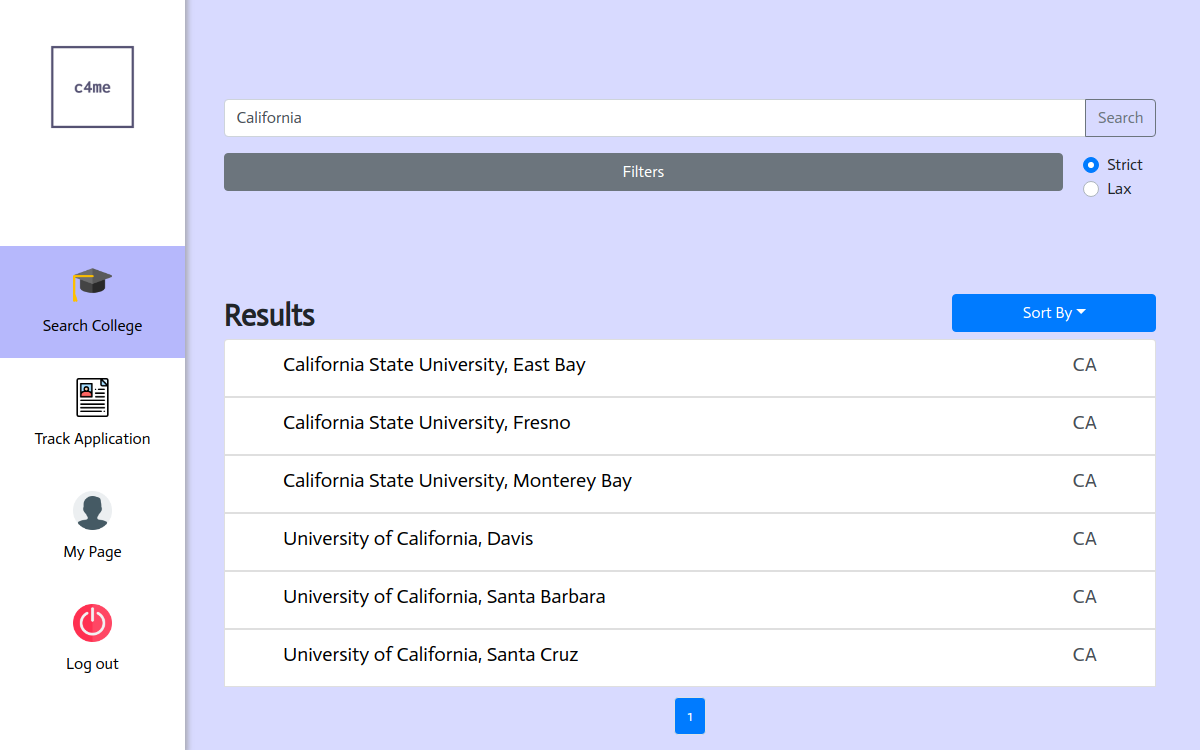 c4me
California
Search
Filters
Strict
Lax
Search College
Track Application
My Page
Log out
Results
Sort By
California State University, East Bay CA
California State University, Fresno CA
California State University, Monterey Bay CA
University of California, Davis CA
University of California, Santa Barbara CA
University of California, Santa Cruz CA
1